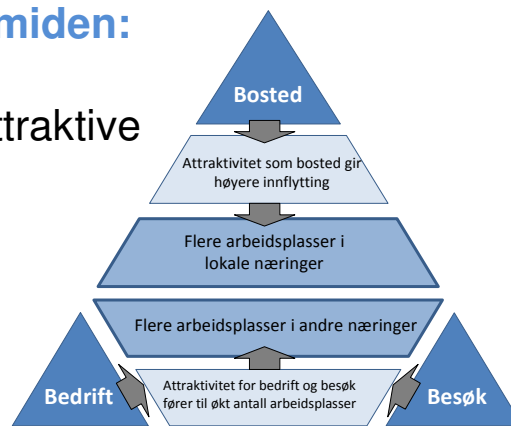 miden:
ttraktive
Bosted
Attraktivitet som bosted gir
høyere innflytting
Flere arbeidsplasser i
lokale næringer
Flere arbeidsplasser i andre næringer
Bedrift
Attraktivitet for bedrift og besøk
fører til økt antall arbeidsplasser
Besøk